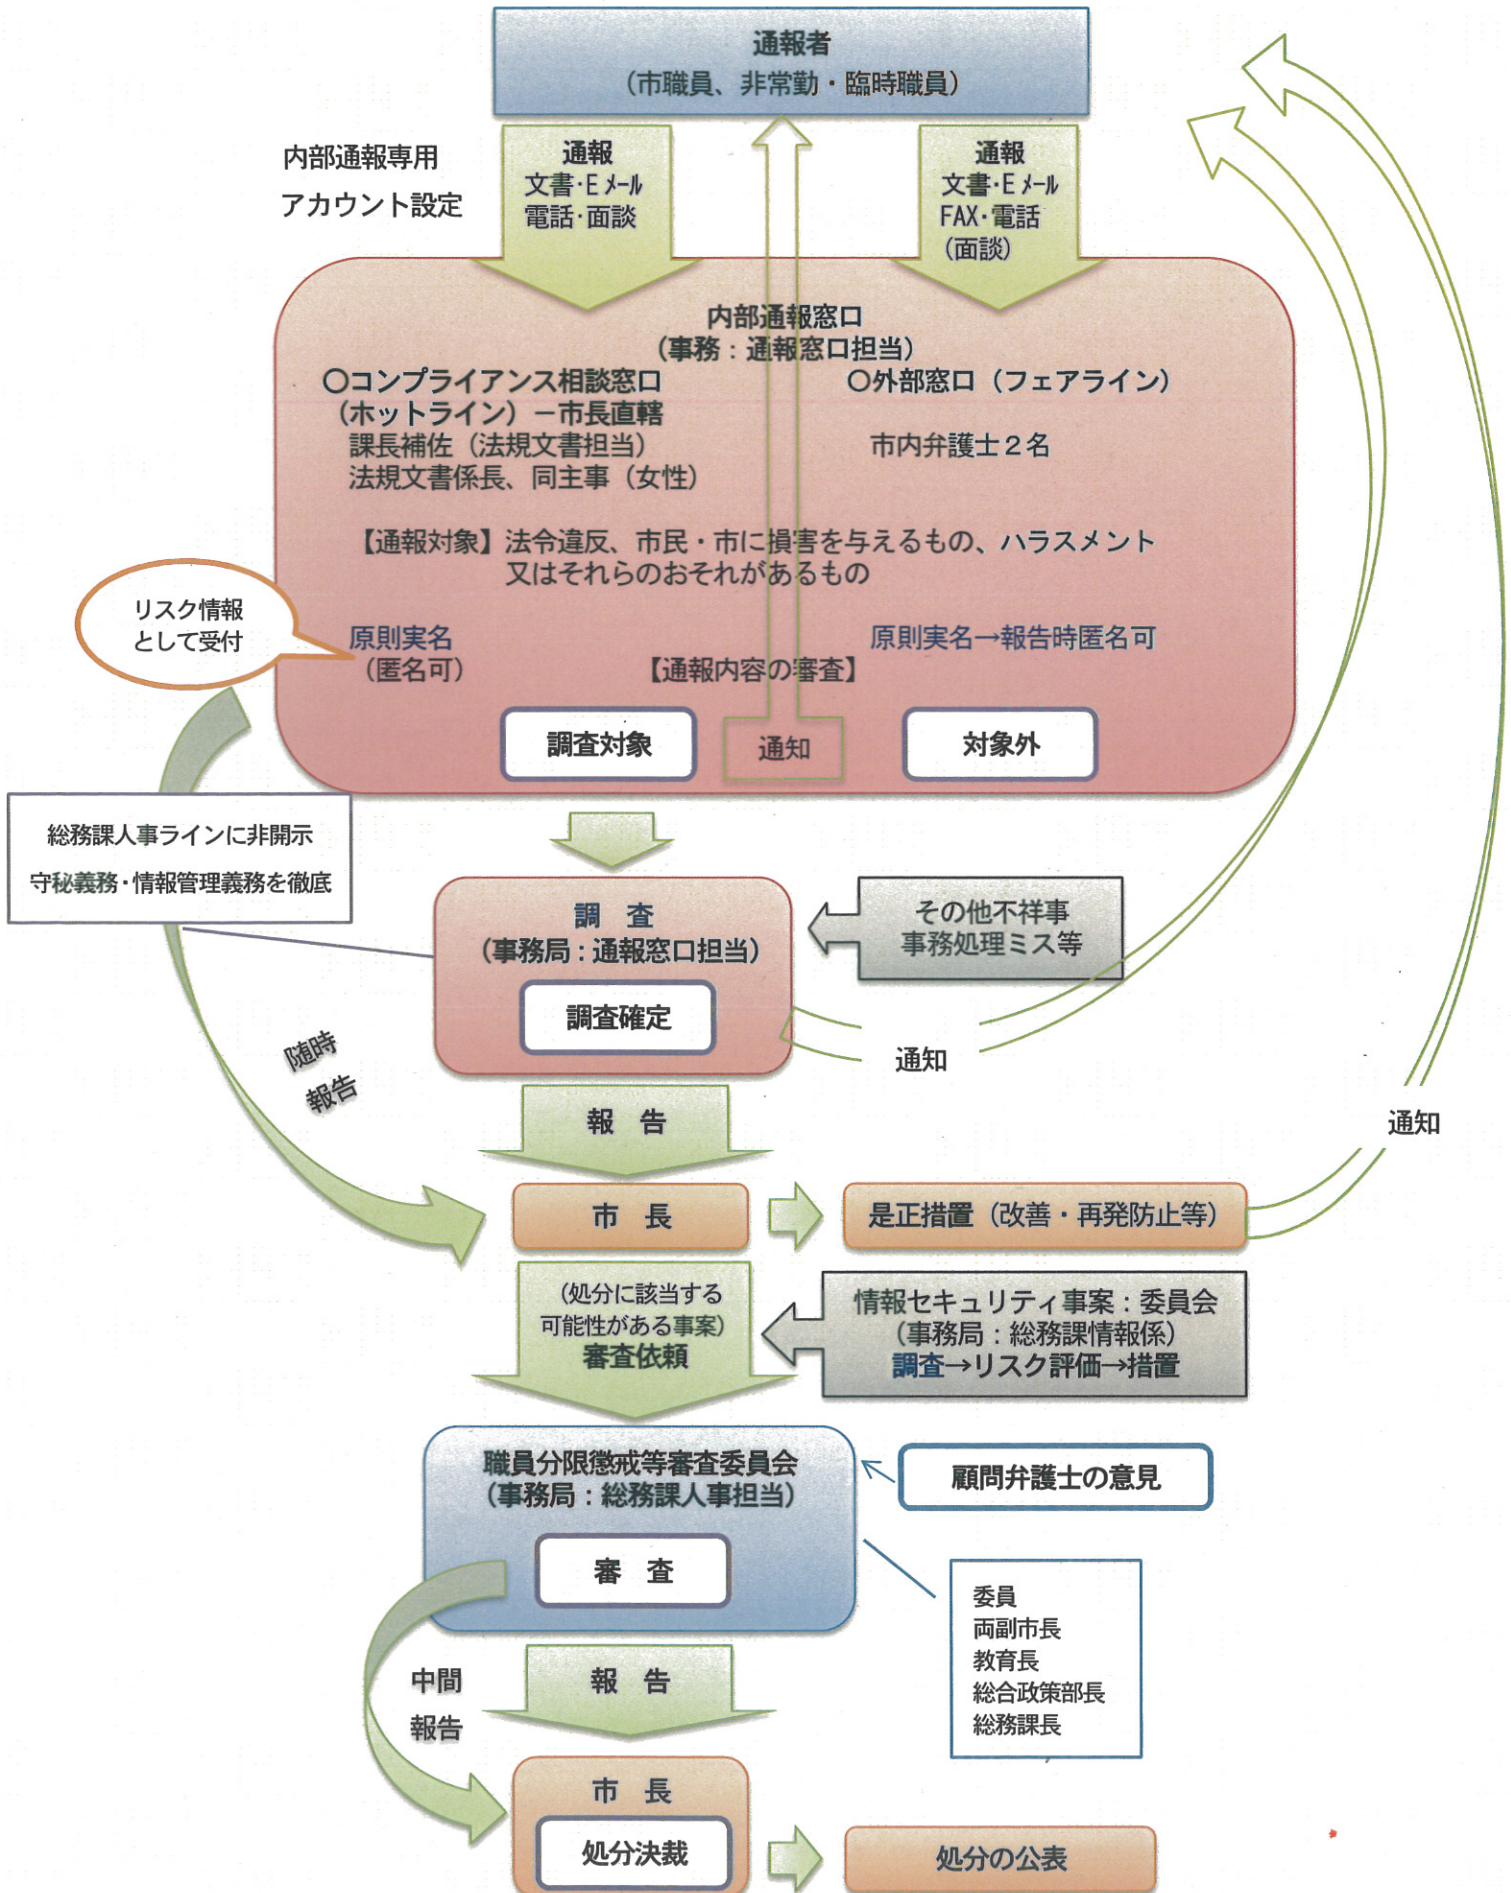 通報者
（市職員、非常勤・臨時職員）
内部通報専用
アカウント設定
通報
文書･Eﾒｰﾙ
電話･面談
通報
文書･Eﾒｰﾙ
FAX･電話
（面談）
内部通報窓口
（事務：通報窓口担当）
〇コンプライアンス相談窓口
（ホットライン）－市長直轄
課長補佐（法規文書担当）
法規文書係長、同主事（女性）
〇外部窓口（フェアライン）
市内弁護士２名
【通報対象】法令違反、市民・市に損害を与えるもの、ハラスメント
又はそれらのおそれがあるもの
リスク情報
として受付
原則実名
（匿名可）
原則実名→報告時匿名可
【通報内容の審査】
調査対象
通知
対象外
総務課人事ラインに非開示
守秘義務･情報管理義務を徹底
調　査
（事務局：通報窓口担当）
調査確定
その他不祥事
事務処理ミス等
通知
随時
報告
報　告
通知
市　長
是正措置（改善・再発防止等）
（処分に該当する
可能性がある事案）
審査依頼
情報セキュリティ事案：委員会
（事務局：総務課情報係）
調査→リスク評価→措置
職員分限懲戒等審査委員会
（事務局：総務課人事担当）
審　査
顧問弁護士の意見
委員
両副市長
教育長
総合政策部長
総務課長
中間
報告
報　告
市　長
処分決裁
処分の公表